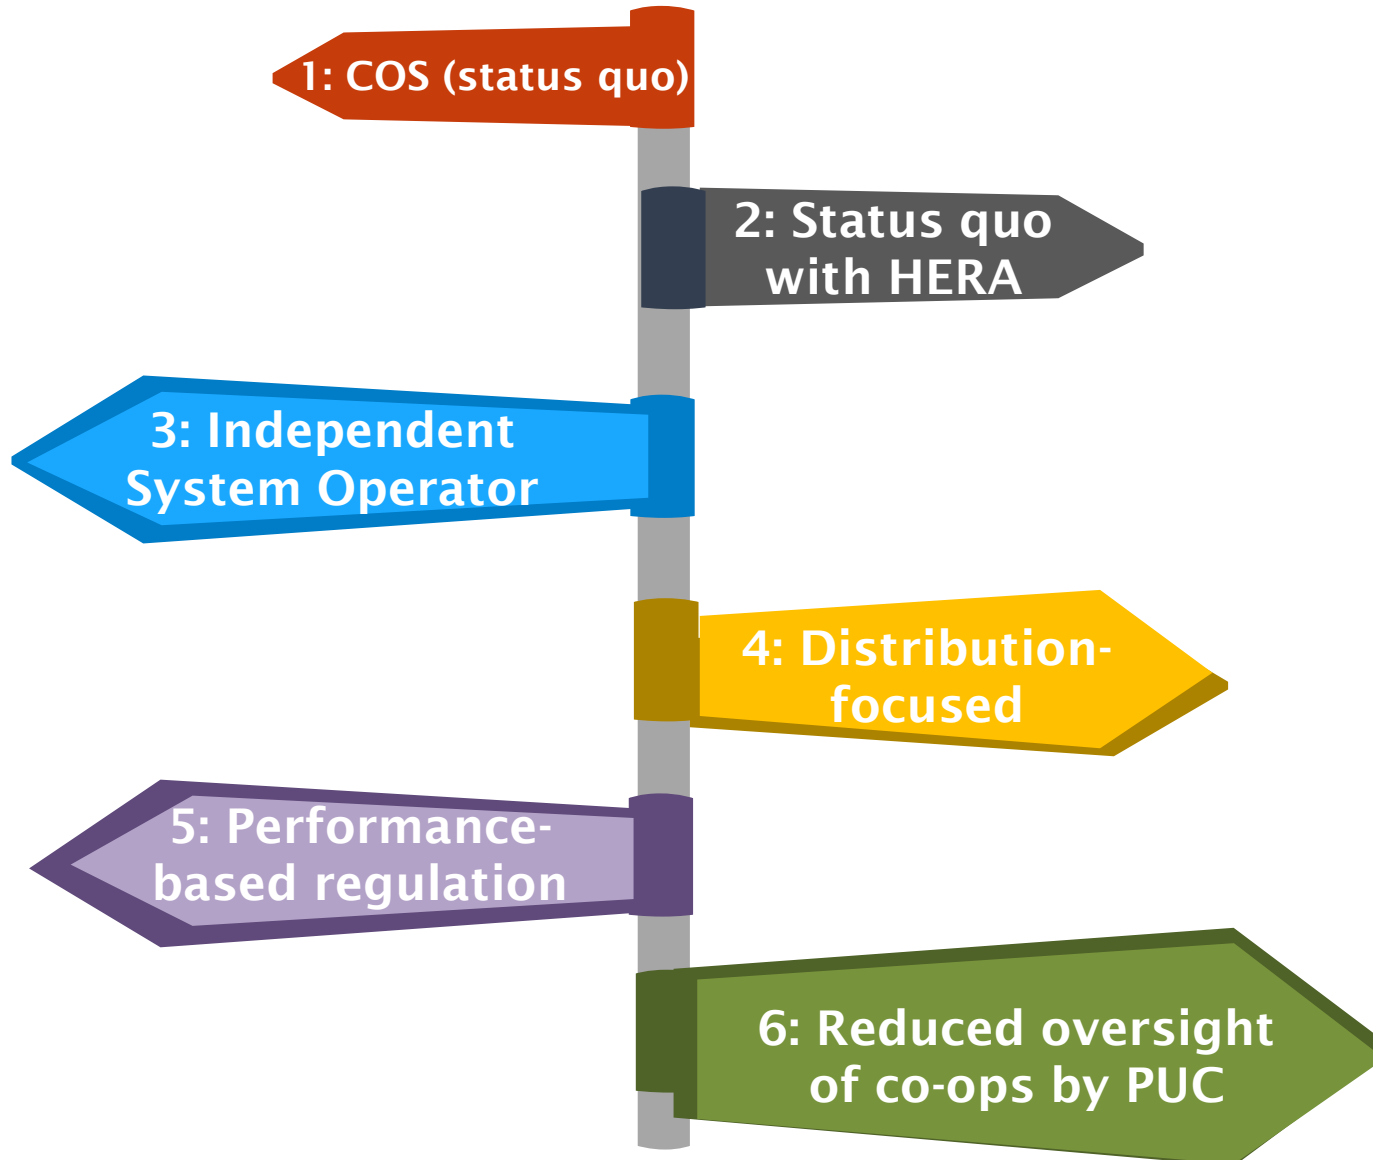 1: COS (status quo)
2: Status quo
with HERA
3: Independent
System Operator
4: Distribution-
focused
5: Performance-
based regulation
6: Reduced oversight
of co-ops by PUC